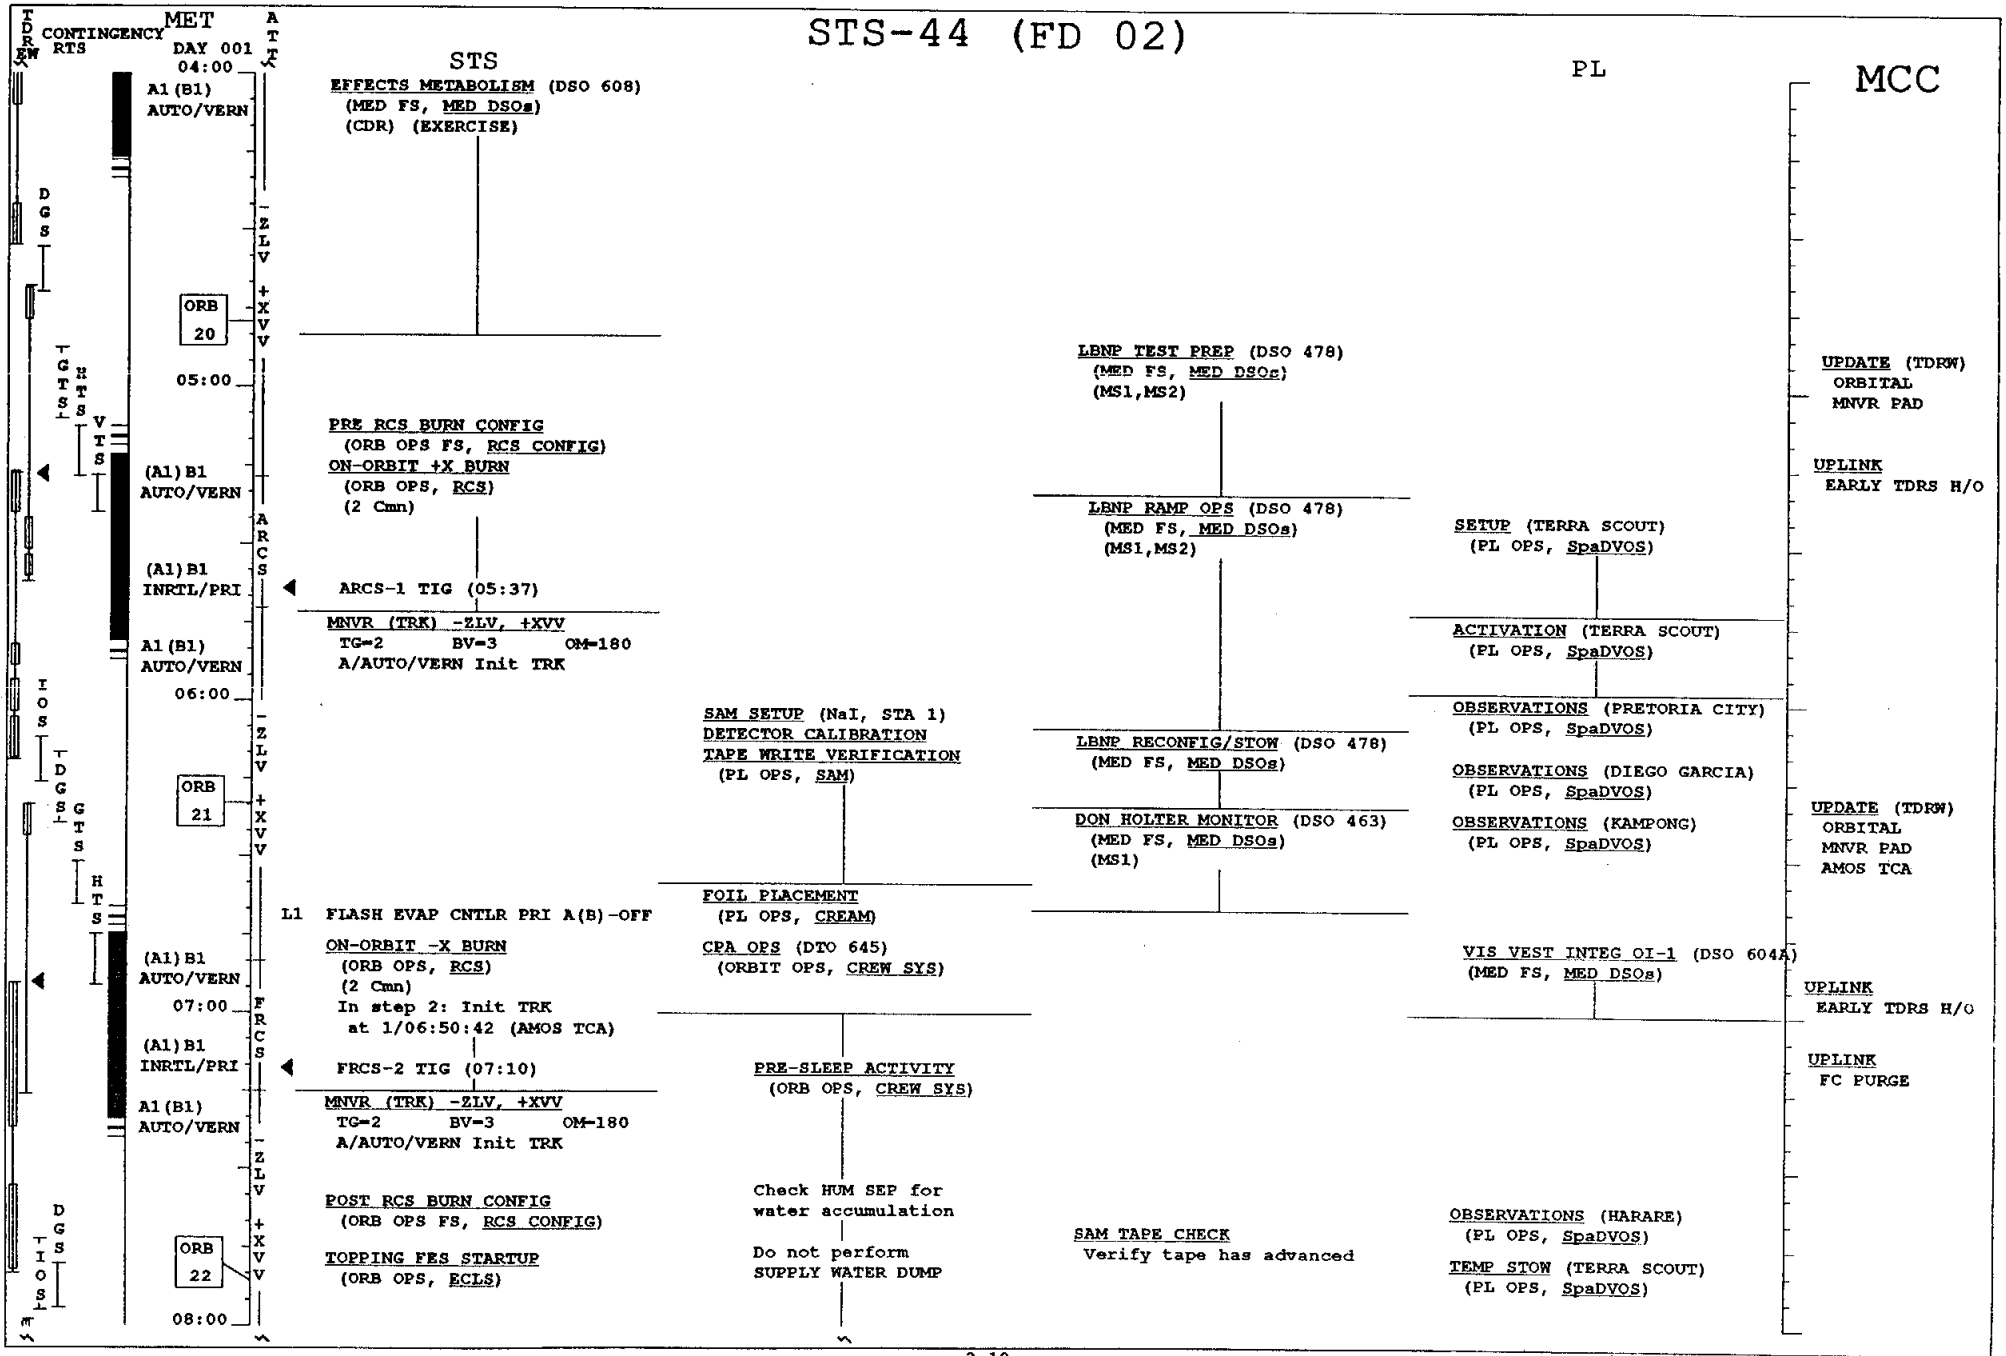 STS-44 (FD 02)
TDR
E W
CONTINGENCY
RTS
MET
DAY 001
ATT
STS
PL
MCC
04:00
A1(B1)
AUTO/VERN
DGS
-ZLV +XVV
ORB
20
TGTS
HTS
VTS
05:00
(A1)B1
AUTO/VERN
ARCS
(A1)B1
INRTL/PRI
A1(B1)
AUTO/VERN
06:00
IOS
TDGS
GTS
HTS
-ZLV +XVV
ORB
21
(A1)B1
AUTO/VERN
07:00
FRCS
(A1)B1
INRTL/PRI
A1(B1)
AUTO/VERN
-ZLV +XVV
DGS
TIOS
ORB
22
08:00
EFFECTS METABOLISM (DSO 608)
(MED FS, MED DSOs)
(CDR) (EXERCISE)
PRE RCS BURN CONFIG
(ORB OPS FS, RCS CONFIG)
ON-ORBIT +X BURN
(ORB OPS, RCS)
(2 Cmn)
ARCS-1 TIG (05:37)
MNVR (TRK) -ZLV, +XVV
TG=2 BV=3 OM=180
A/AUTO/VERN Init TRK
L1 FLASH EVAP CNTLR PRI A(B)-OFF
ON-ORBIT -X BURN
(ORB OPS, RCS)
(2 Cmn)
In step 2: Init TRK
at 1/06:50:42 (AMOS TCA)
FRCS-2 TIG (07:10)
MNVR (TRK) -ZLV, +XVV
TG=2 BV=3 OM=180
A/AUTO/VERN Init TRK
POST RCS BURN CONFIG
(ORB OPS FS, RCS CONFIG)
TOPPING FES STARTUP
(ORB OPS, ECLS)
SAM SETUP (NaI, STA 1)
DETECTOR CALIBRATION
TAPE WRITE VERIFICATION
(PL OPS, SAM)
FOIL PLACEMENT
(PL OPS, CREAM)
CPA OPS (DTO 645)
(ORBIT OPS, CREW SYS)
PRE-SLEEP ACTIVITY
(ORB OPS, CREW SYS)
Check HUM SEP for
water accumulation
Do not perform
SUPPLY WATER DUMP
LBNP TEST PREP (DSO 478)
(MED FS, MED DSOs)
(MS1,MS2)
LBNP RAMP OPS (DSO 478)
(MED FS, MED DSOs)
(MS1,MS2)
LBNP RECONFIG/STOW (DSO 478)
(MED FS, MED DSOs)
DON HOLTER MONITOR (DSO 463)
(MED FS, MED DSOs)
(MS1)
SAM TAPE CHECK
Verify tape has advanced
SETUP (TERRA SCOUT)
(PL OPS, SpaDVOS)
ACTIVATION (TERRA SCOUT)
(PL OPS, SpaDVOS)
OBSERVATIONS (PRETORIA CITY)
(PL OPS, SpaDVOS)
OBSERVATIONS (DIEGO GARCIA)
(PL OPS, SpaDVOS)
OBSERVATIONS (KAMPONG)
(PL OPS, SpaDVOS)
VIS VEST INTEG OI-1 (DSO 604A)
(MED FS, MED DSOs)
OBSERVATIONS (HARARE)
(PL OPS, SpaDVOS)
TEMP STOW (TERRA SCOUT)
(PL OPS, SpaDVOS)
UPDATE (TDRW)
ORBITAL
MNVR PAD
UPLINK
EARLY TDRS H/O
UPDATE (TDRW)
ORBITAL
MNVR PAD
AMOS TCA
UPLINK
EARLY TDRS H/O
UPLINK
FC PURGE